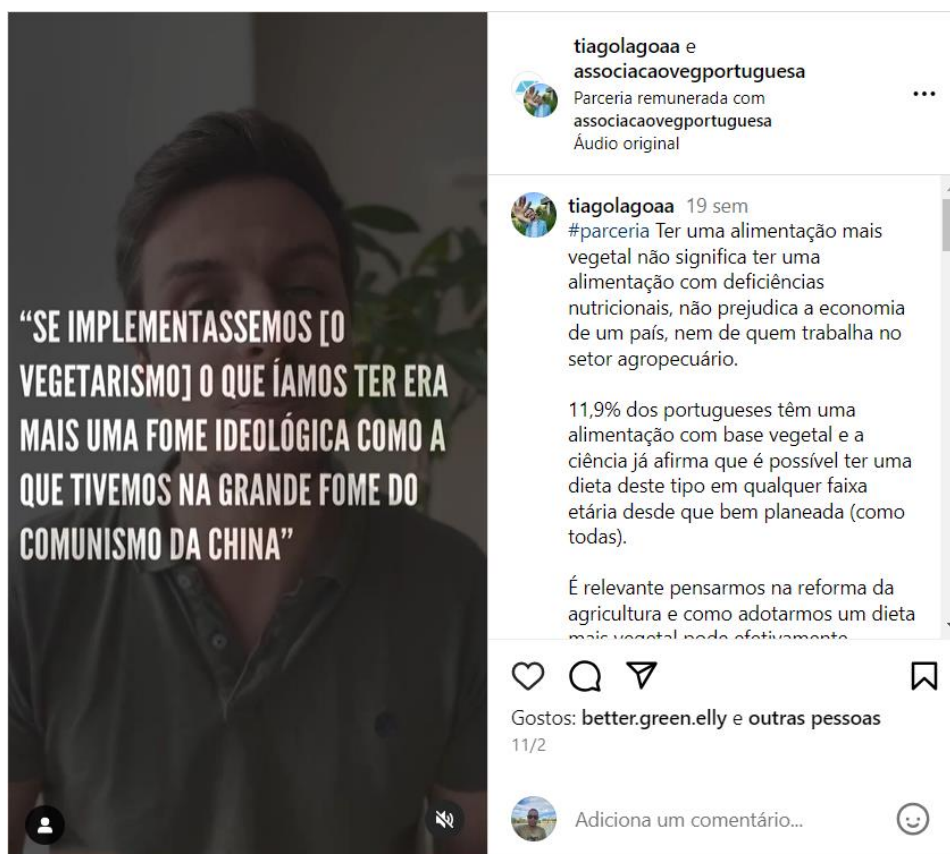 “SE IMPLEMENTASSEMOS [O
VEGETARISMO] O QUE ÍAMOS TER ERA
MAIS UMA FOME IDEOLÓGICA COMO A
QUE TIVEMOS NA GRANDE FOME DO
COMUNISMO DA CHINA”
tiagolagoaa e
associacaovegportuguesa
Parceria remunerada com
associacaovegportuguesa
Áudio original
tiagolagoaa 19 sem
#parceria Ter uma alimentação mais
vegetal não significa ter uma
alimentação com deficiências
nutricionais, não prejudica a economia
de um país, nem de quem trabalha no
setor agropecuário.
11,9% dos portugueses têm uma
alimentação com base vegetal e a
ciência já afirma que é possível ter uma
dieta deste tipo em qualquer faixa
etária desde que bem planeada (como
todas).
É relevante pensarmos na reforma da
agricultura e como adotarmos um dieta
mais vegetal pode efetivamente
Gostos: better.green.elly e outras pessoas
11/2
Adiciona um comentário...